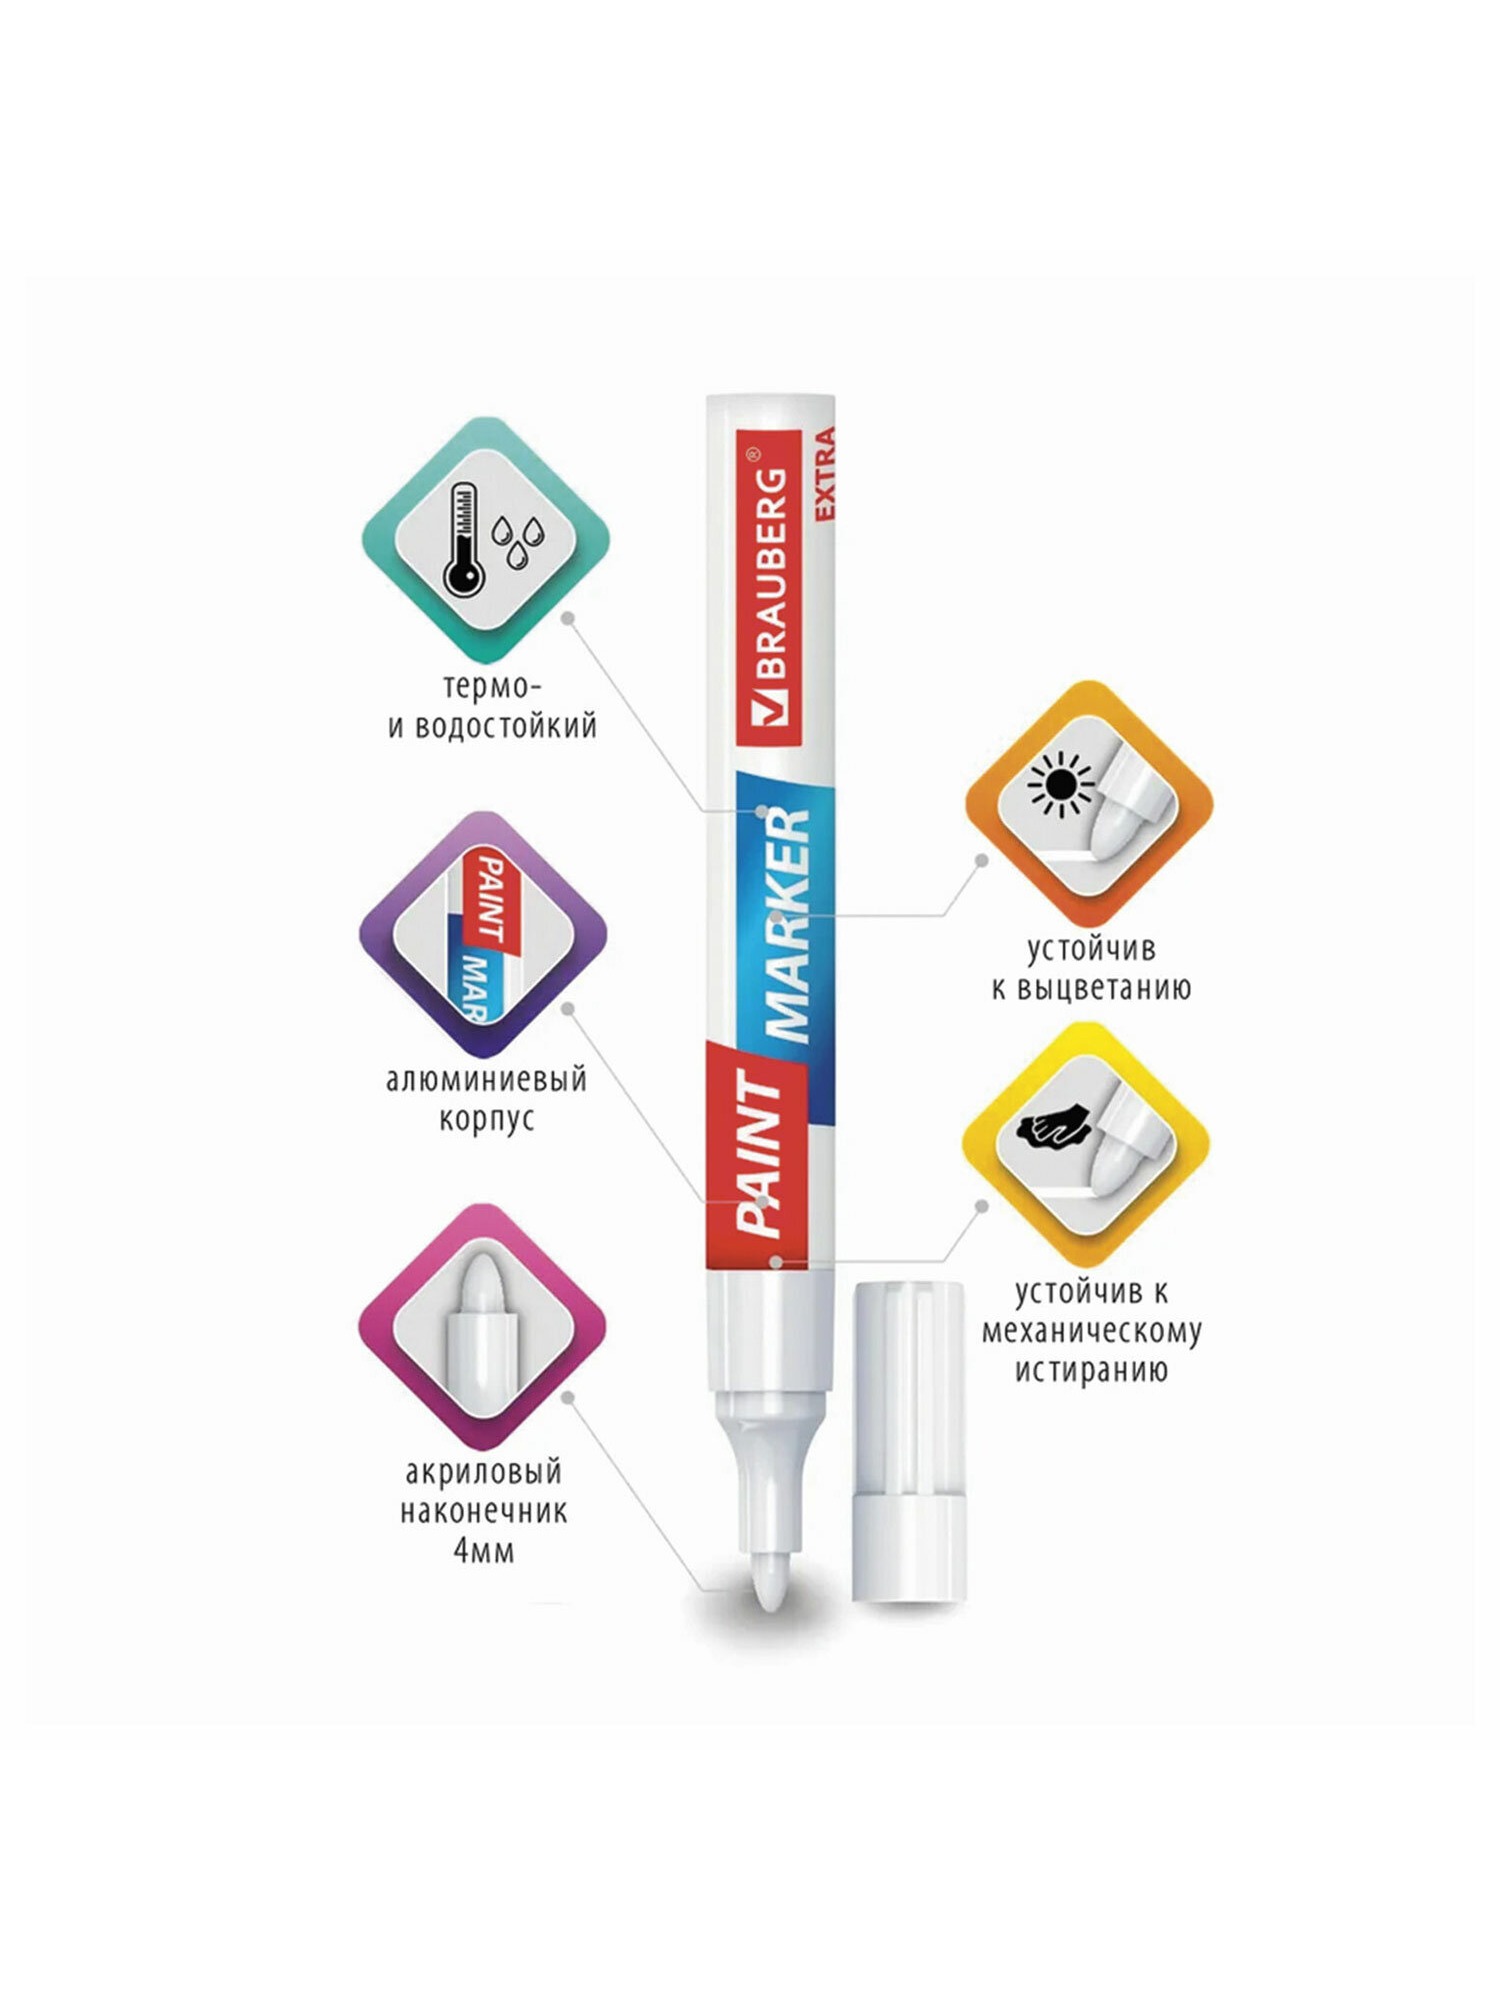 BRAUBERG®
EXTRA
MARKER
PAINT
термо-
и водостойкий
PAINT
MAR
алюминиевый
корпус
акриловый
наконечник
4мм
устойчив
к выцветанию
устойчив к
механическому
истиранию